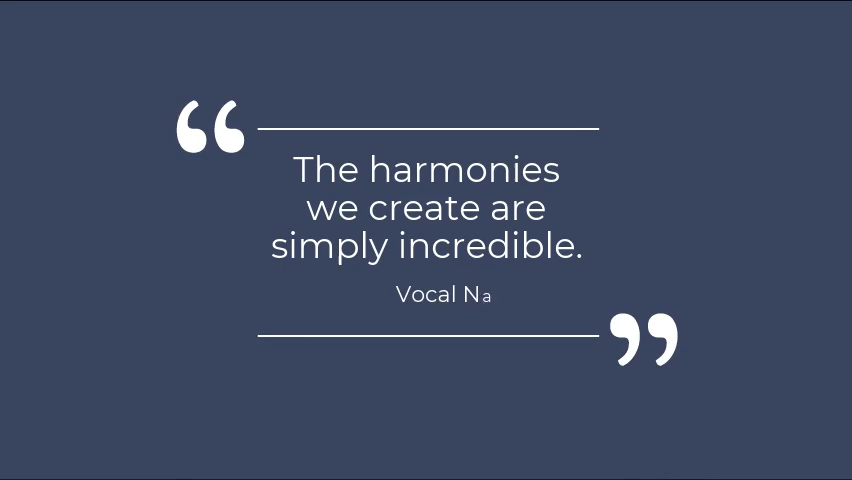 “
The harmonies
we create are
simply incredible.
Vocal Na
”